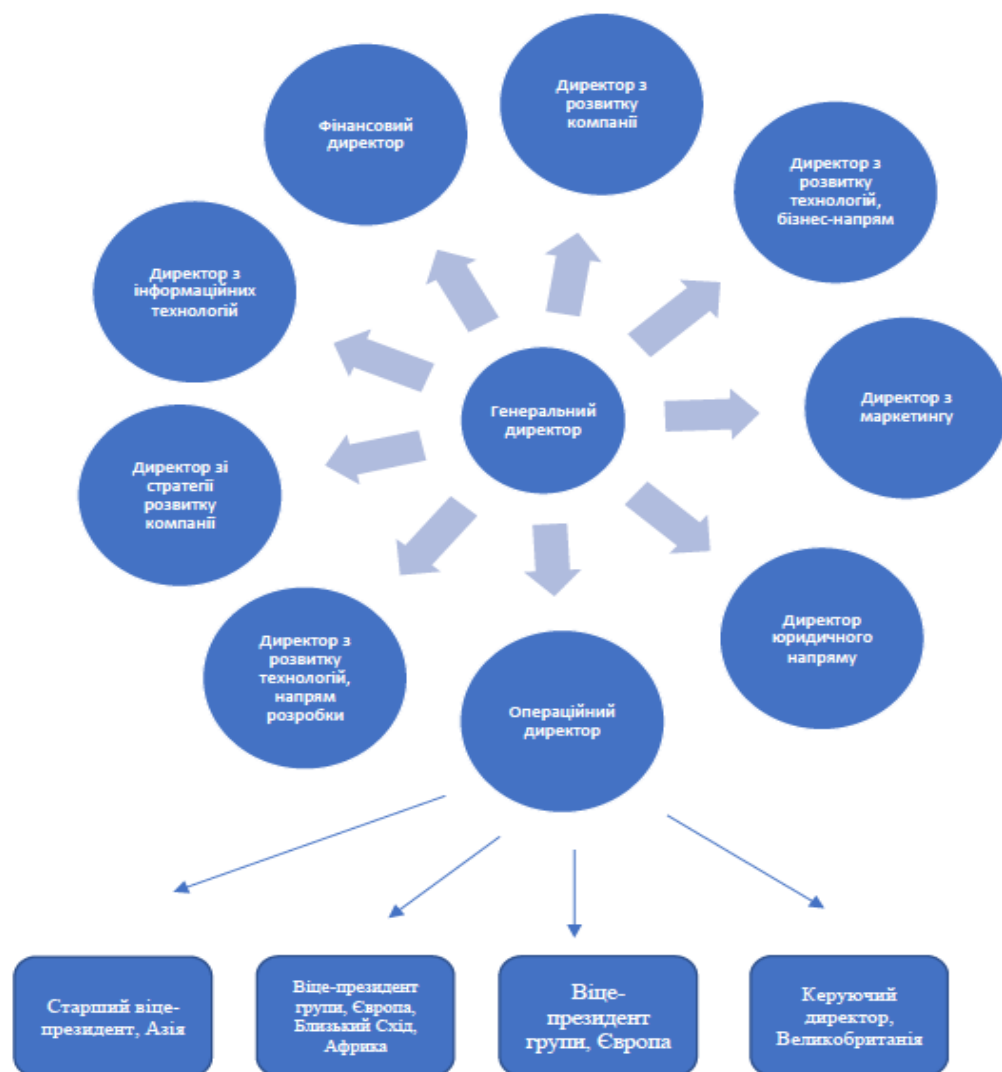 Директор з
розвитку
компанії
Фінансовий
директор
Директор з
розвитку
технологій,
бізнес-напрям
Директор з
інформаційних
технологій
Генеральний
директор
Директор з
маркетингу
Директор зі
стратегії
розвитку
компанії
Директор з
розвитку
технологій,
напрям
розробки
Операційний
директор
Директор
юридичного
напряму
Старший віце-
президент, Азія
Віце-президент
групи, Європа,
Близький Схід,
Африка
Віце-
президент
групи, Європа
Керуючий
директор,
Великобританія